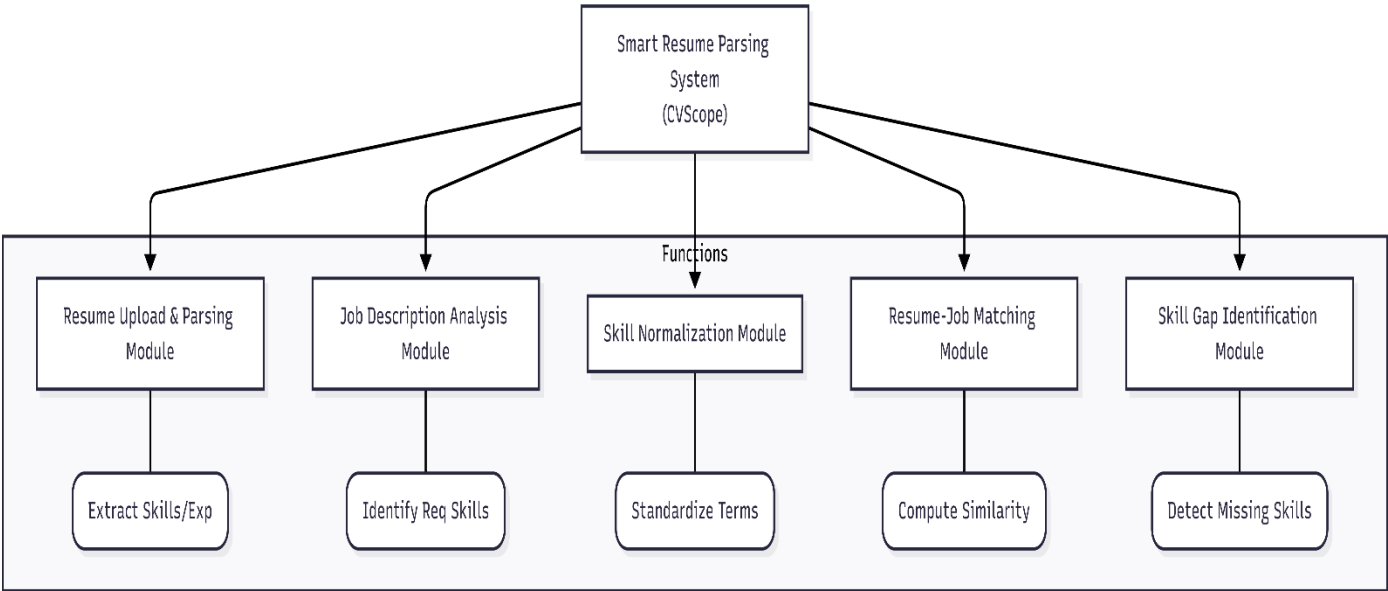 Smart Resume Parsing
System
(CVScope)
Functions
Resume Upload & Parsing
Module
Job Description Analysis
Module
Skill Normalization Module
Resume-Job Matching
Module
Skill Gap Identification
Module
Extract Skills/Exp
Identify Req Skills
Standardize Terms
Compute Similarity
Detect Missing Skills